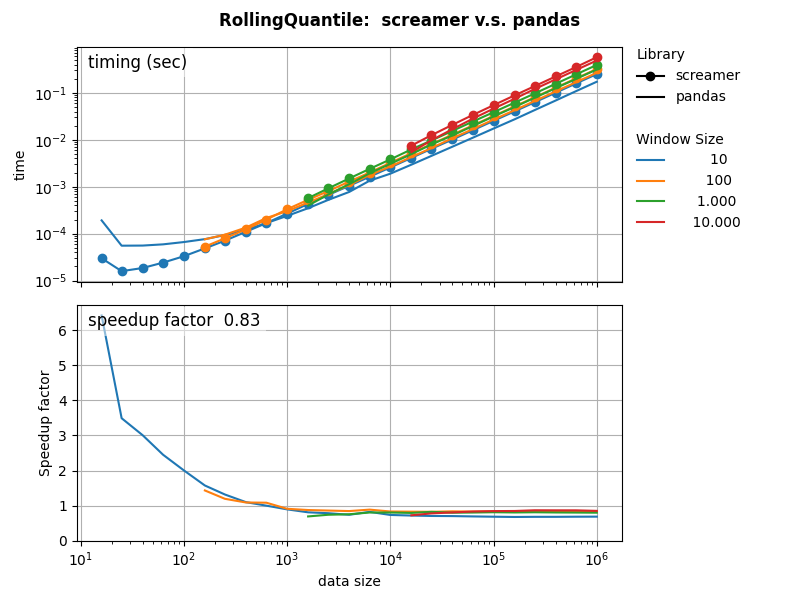 RollingQuantile:  screamer v.s. pandas
timing (sec)
time
10⁻¹
10⁻²
10⁻³
10⁻⁴
10⁻⁵
Library
screamer
pandas
Window Size
10
100
1.000
10.000
speedup factor  0.83
Speedup factor
6
5
4
3
2
1
0
10¹ 10² 10³ 10⁴ 10⁵ 10⁶
data size